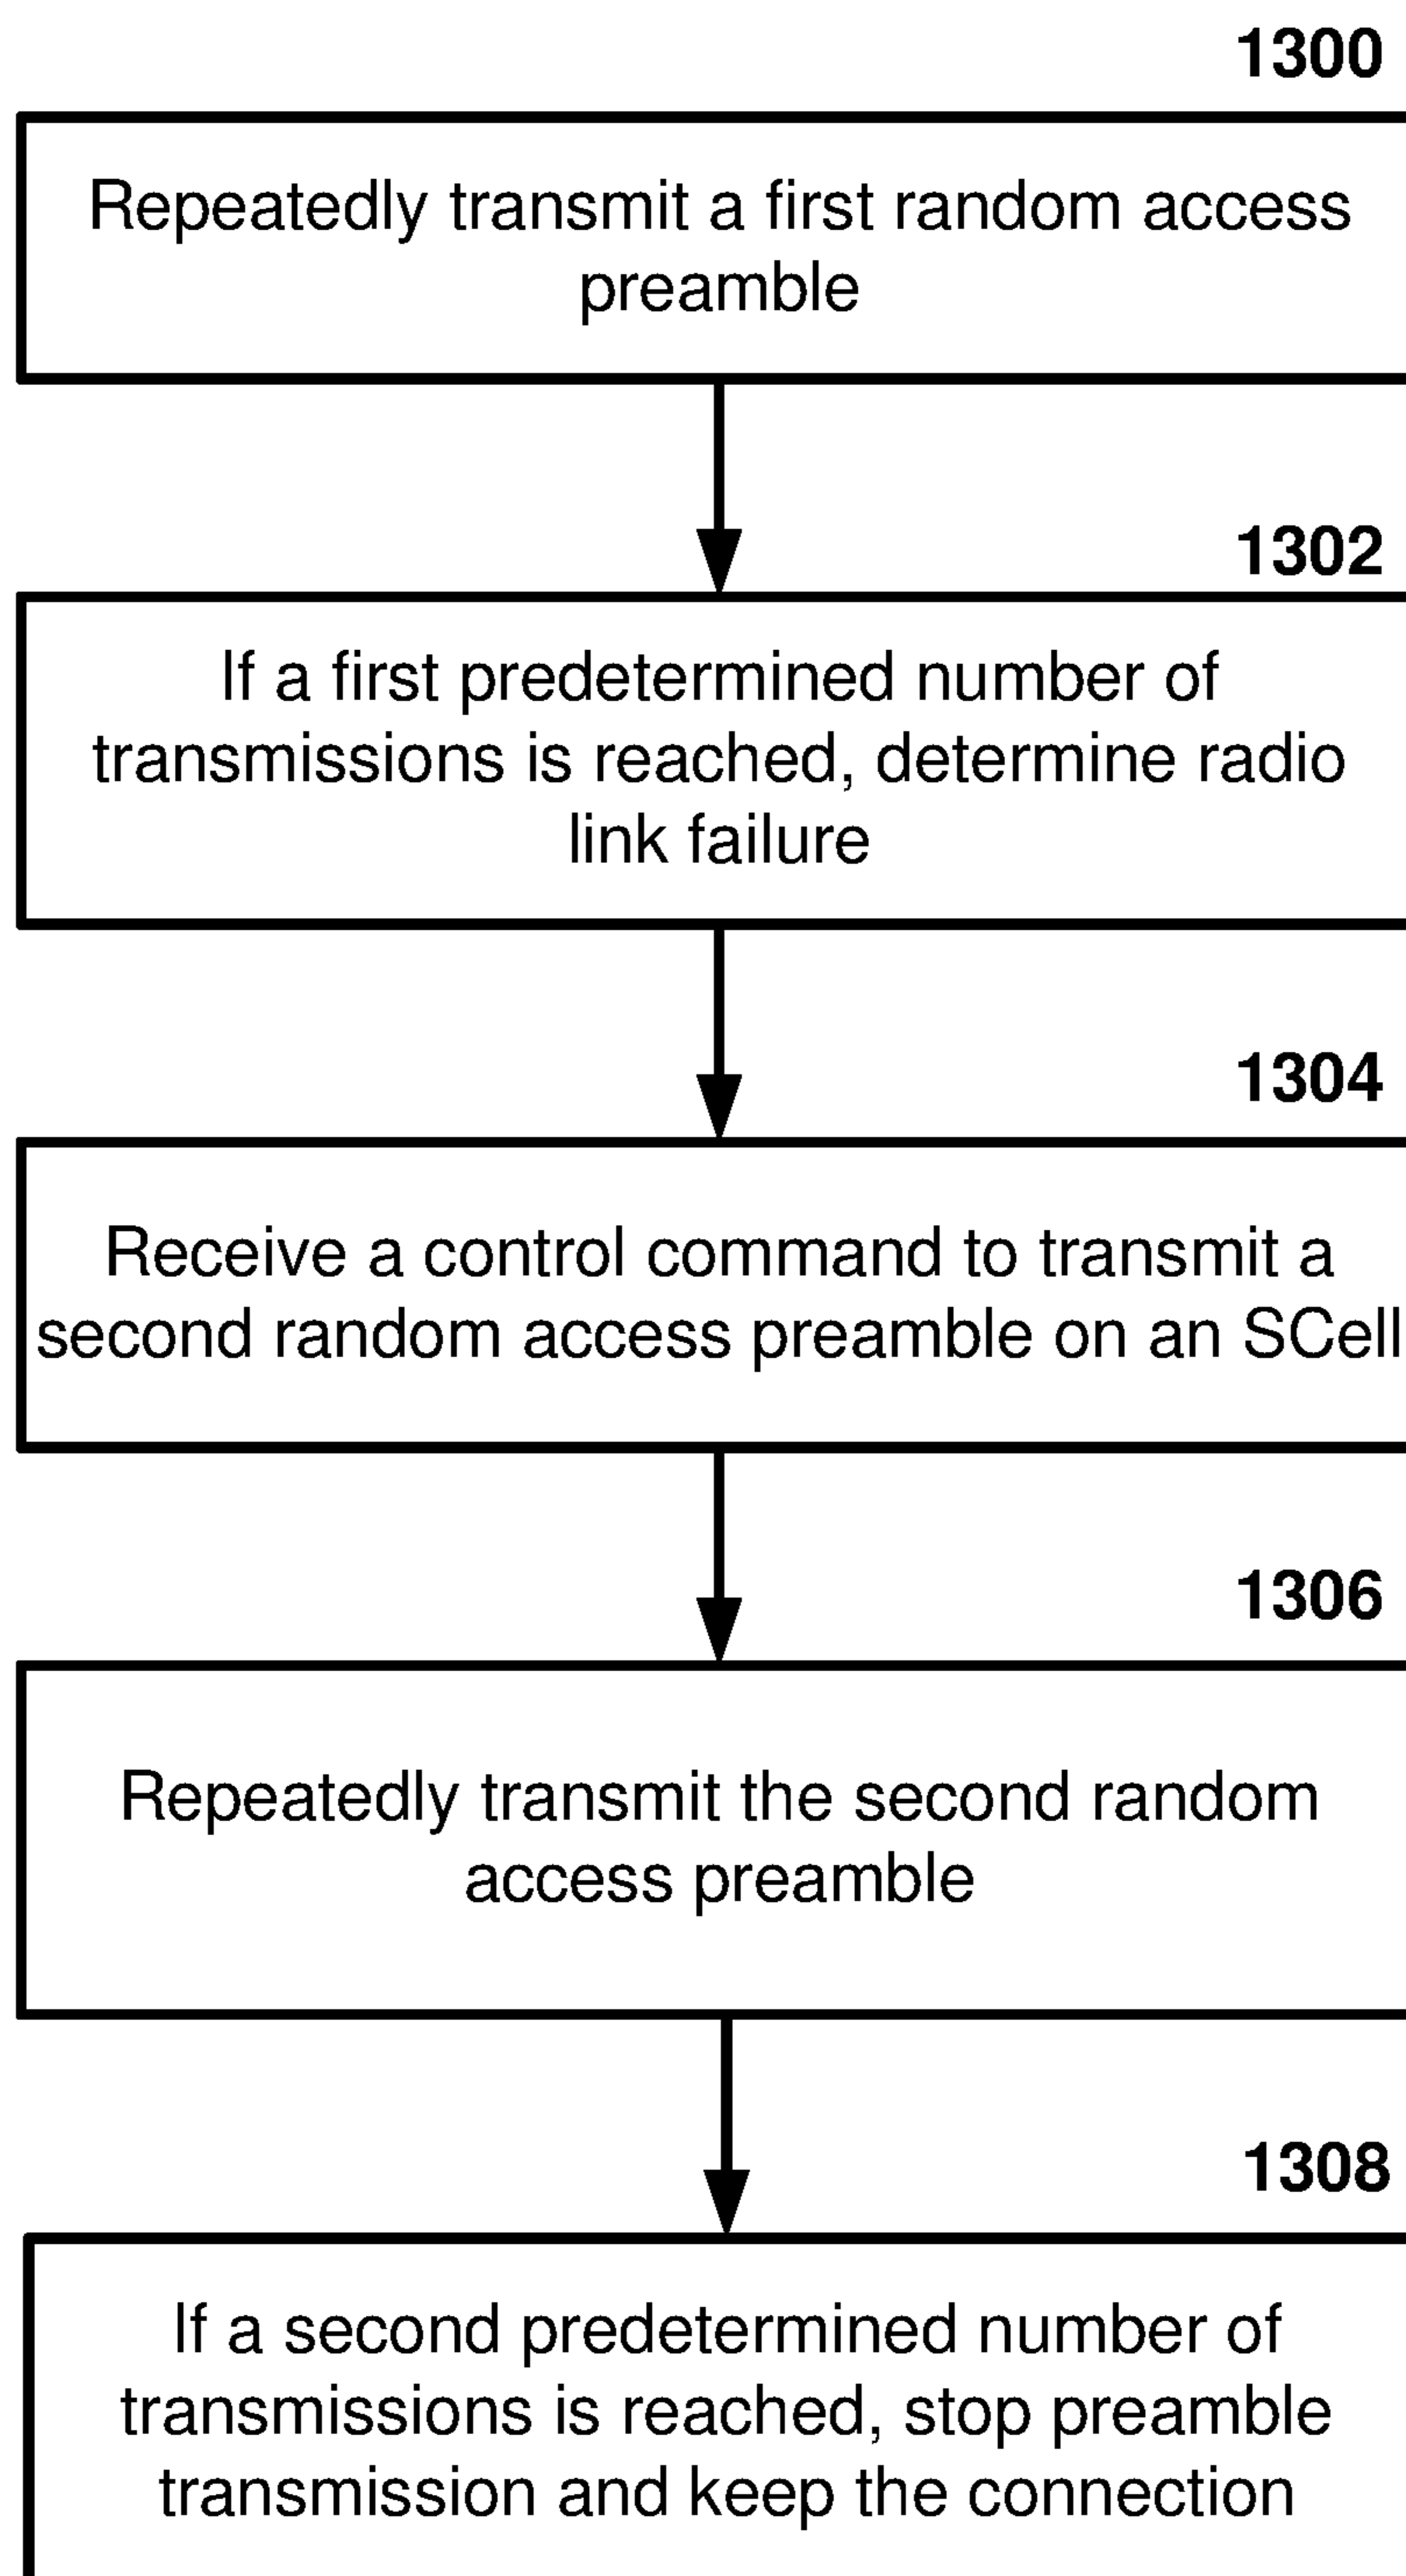 1300
Repeatedly transmit a first random access
preamble
1302
If a first predetermined number of
transmissions is reached, determine radio
link failure
1304
Receive a control command to transmit a
second random access preamble on an SCell
1306
Repeatedly transmit the second random
access preamble
1308
If a second predetermined number of
transmissions is reached, stop preamble
transmission and keep the connection